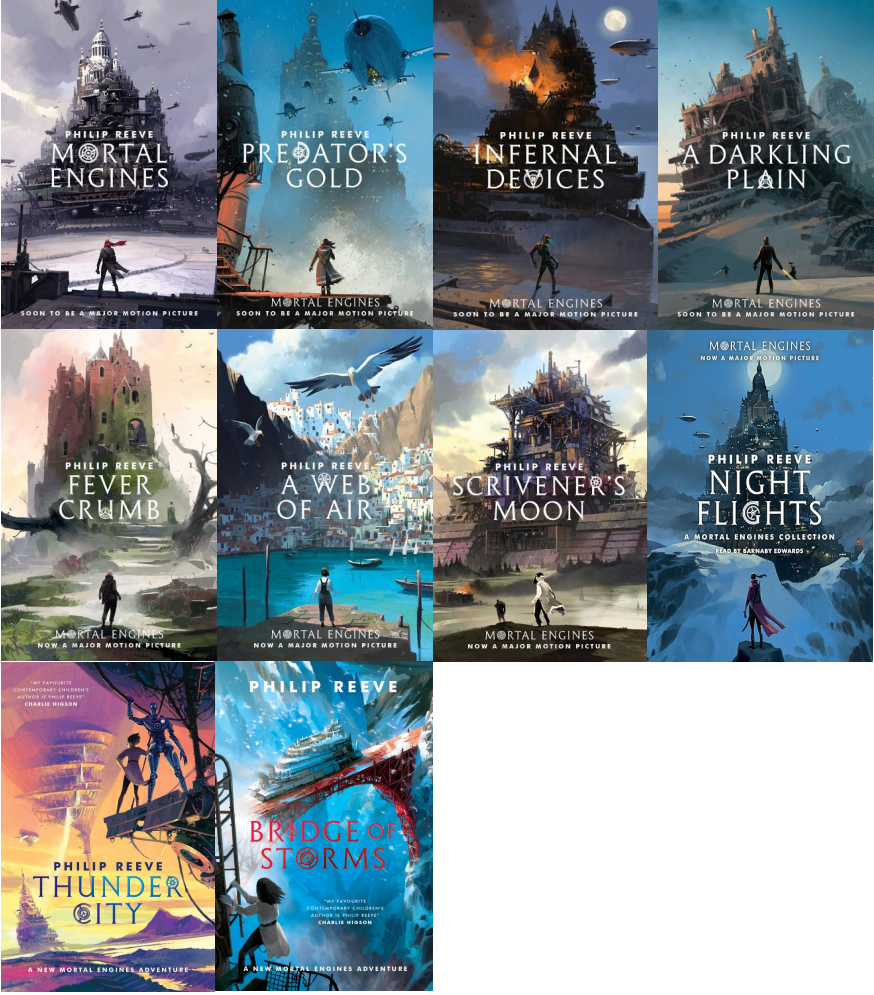 PHILIP REEVE
MORTAL
ENGINES
SOON TO BE A MAJOR MOTION PICTURE
PHILIP REEVE
PREDATOR'S
GOLD
MORTAL ENGINES
SOON TO BE A MAJOR MOTION PICTURE
PHILIP REEVE
INFERNAL
DEVICES
MORTAL ENGINES
SOON TO BE A MAJOR MOTION PICTURE
PHILIP REEVE
A DARKLING
PLAIN
MORTAL ENGINES
SOON TO BE A MAJOR MOTION PICTURE
PHILIP REEVE
FEVER
CRUMB
MORTAL ENGINES
NOW A MAJOR MOTION PICTURE
PHILIP REEVE
A WEB
OF AIR
MORTAL ENGINES
NOW A MAJOR MOTION PICTURE
PHILIP REEVE
SCRIVENER'S
MOON
MORTAL ENGINES
NOW A MAJOR MOTION PICTURE
MORTAL ENGINES
NOW A MAJOR MOTION PICTURE
PHILIP REEVE
NIGHT
FLIGHTS
A MORTAL ENGINES COLLECTION
READ BY BARNABY EDWARDS
"MY FAVOURITE
CONTEMPORARY CHILDREN'S
AUTHOR IS PHILIP REEVE"
CHARLIE HIGSON
PHILIP REEVE
THUNDER
CITY
A NEW MORTAL ENGINES ADVENTURE
PHILIP REEVE
BRIDGE OF
STORMS
"MY FAVOURITE
CONTEMPORARY CHILDREN'S
AUTHOR IS PHILIP REEVE"
CHARLIE HIGSON
A NEW MORTAL ENGINES ADVENTURE